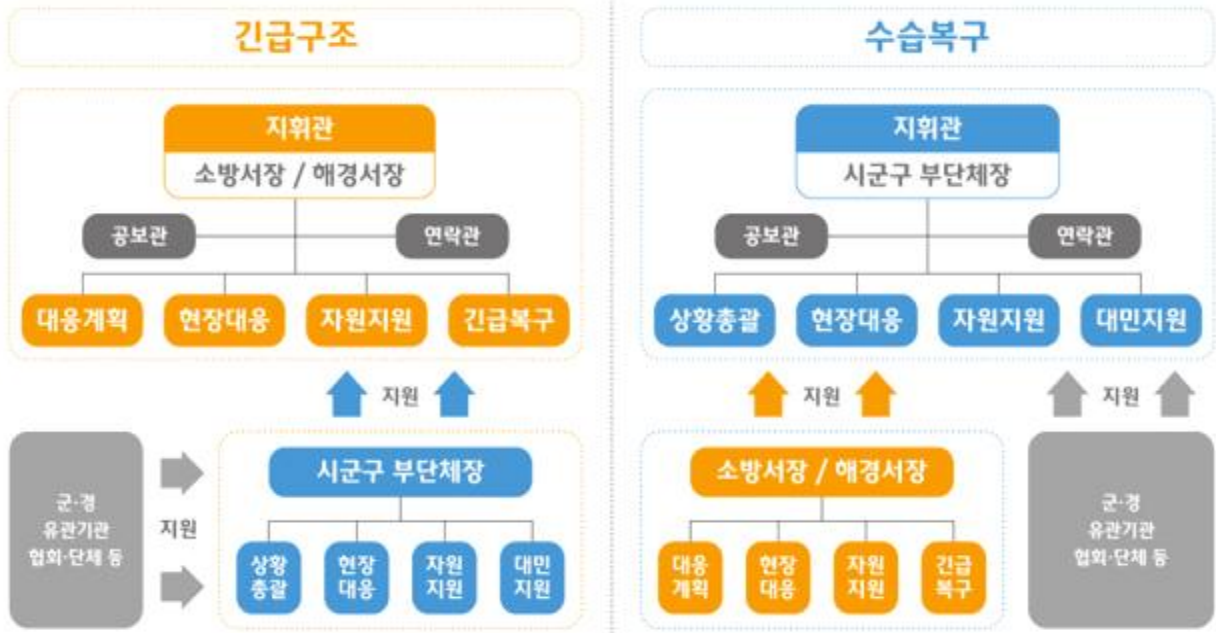 긴급구조
지휘관
소방서장 / 해경서장
공보관
연락관
대응계획
현장대응
자원지원
긴급복구
지원
군·경
유관기관
협회·단체 등
지원
시군구 부단체장
상황
총괄
현장
대응
자원
지원
대민
지원
수습복구
지휘관
시군구 부단체장
공보관
연락관
상황총괄
현장대응
자원지원
대민지원
지원
지원
소방서장 / 해경서장
대응
계획
현장
대응
자원
지원
긴급
복구
군·경
유관기관
협회·단체 등